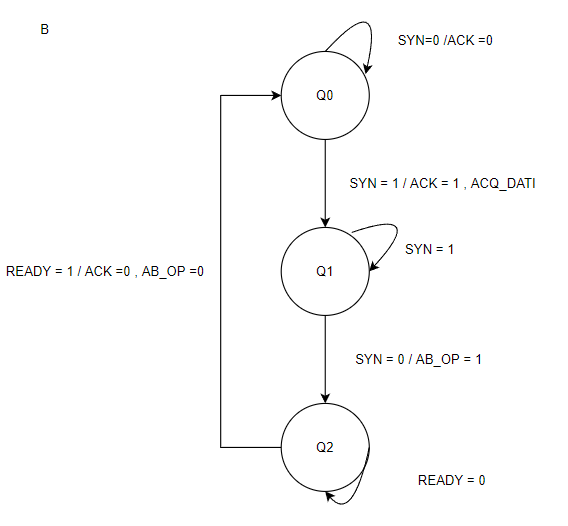 B
SYN=0 /ACK =0
Q0
SYN = 1 / ACK = 1 , ACQ_DATI
SYN = 1
Q1
READY = 1 / ACK =0 , AB_OP =0
SYN = 0 / AB_OP = 1
Q2
READY = 0